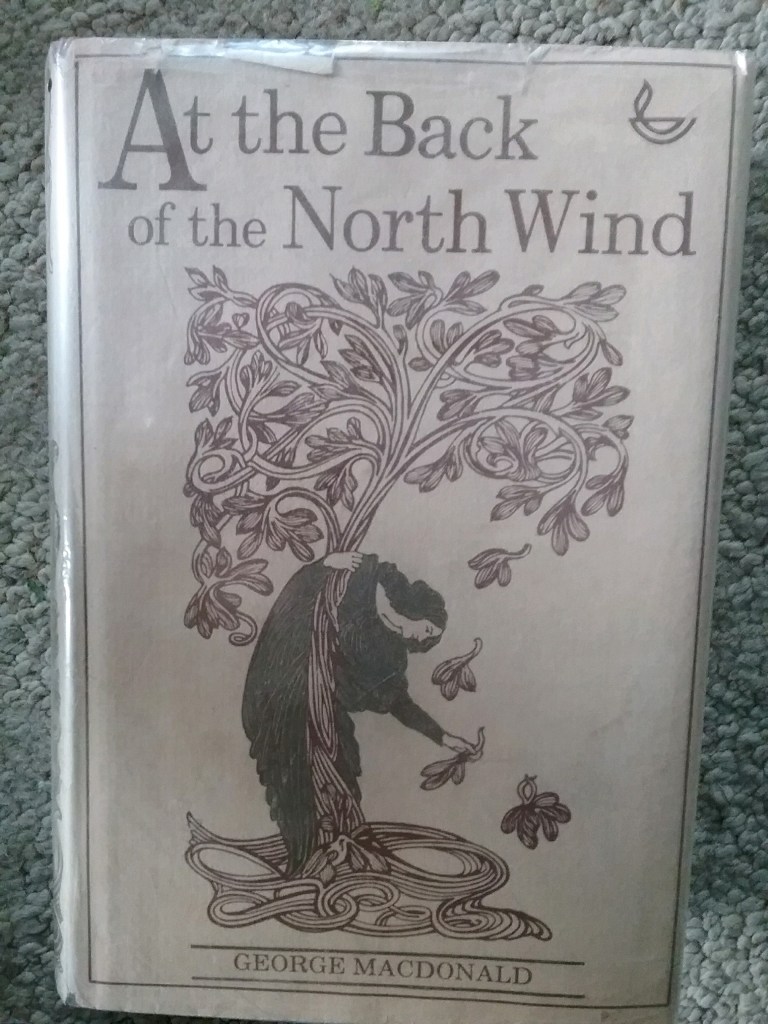 At the Back
of the North Wind
GEORGE MACDONALD